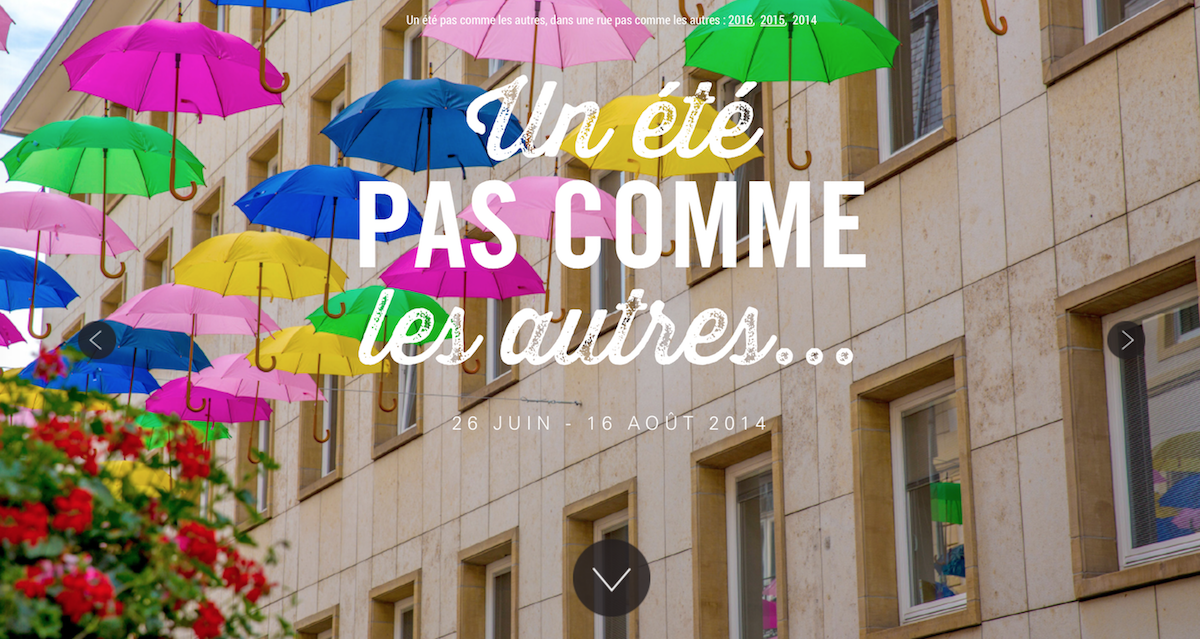 Un été pas comme les autres, dans une rue pas comme les autres : 2016, 2015, 2014
Un été
PAS COMME
les autres...
26 JUIN - 16 AOÛT 2014